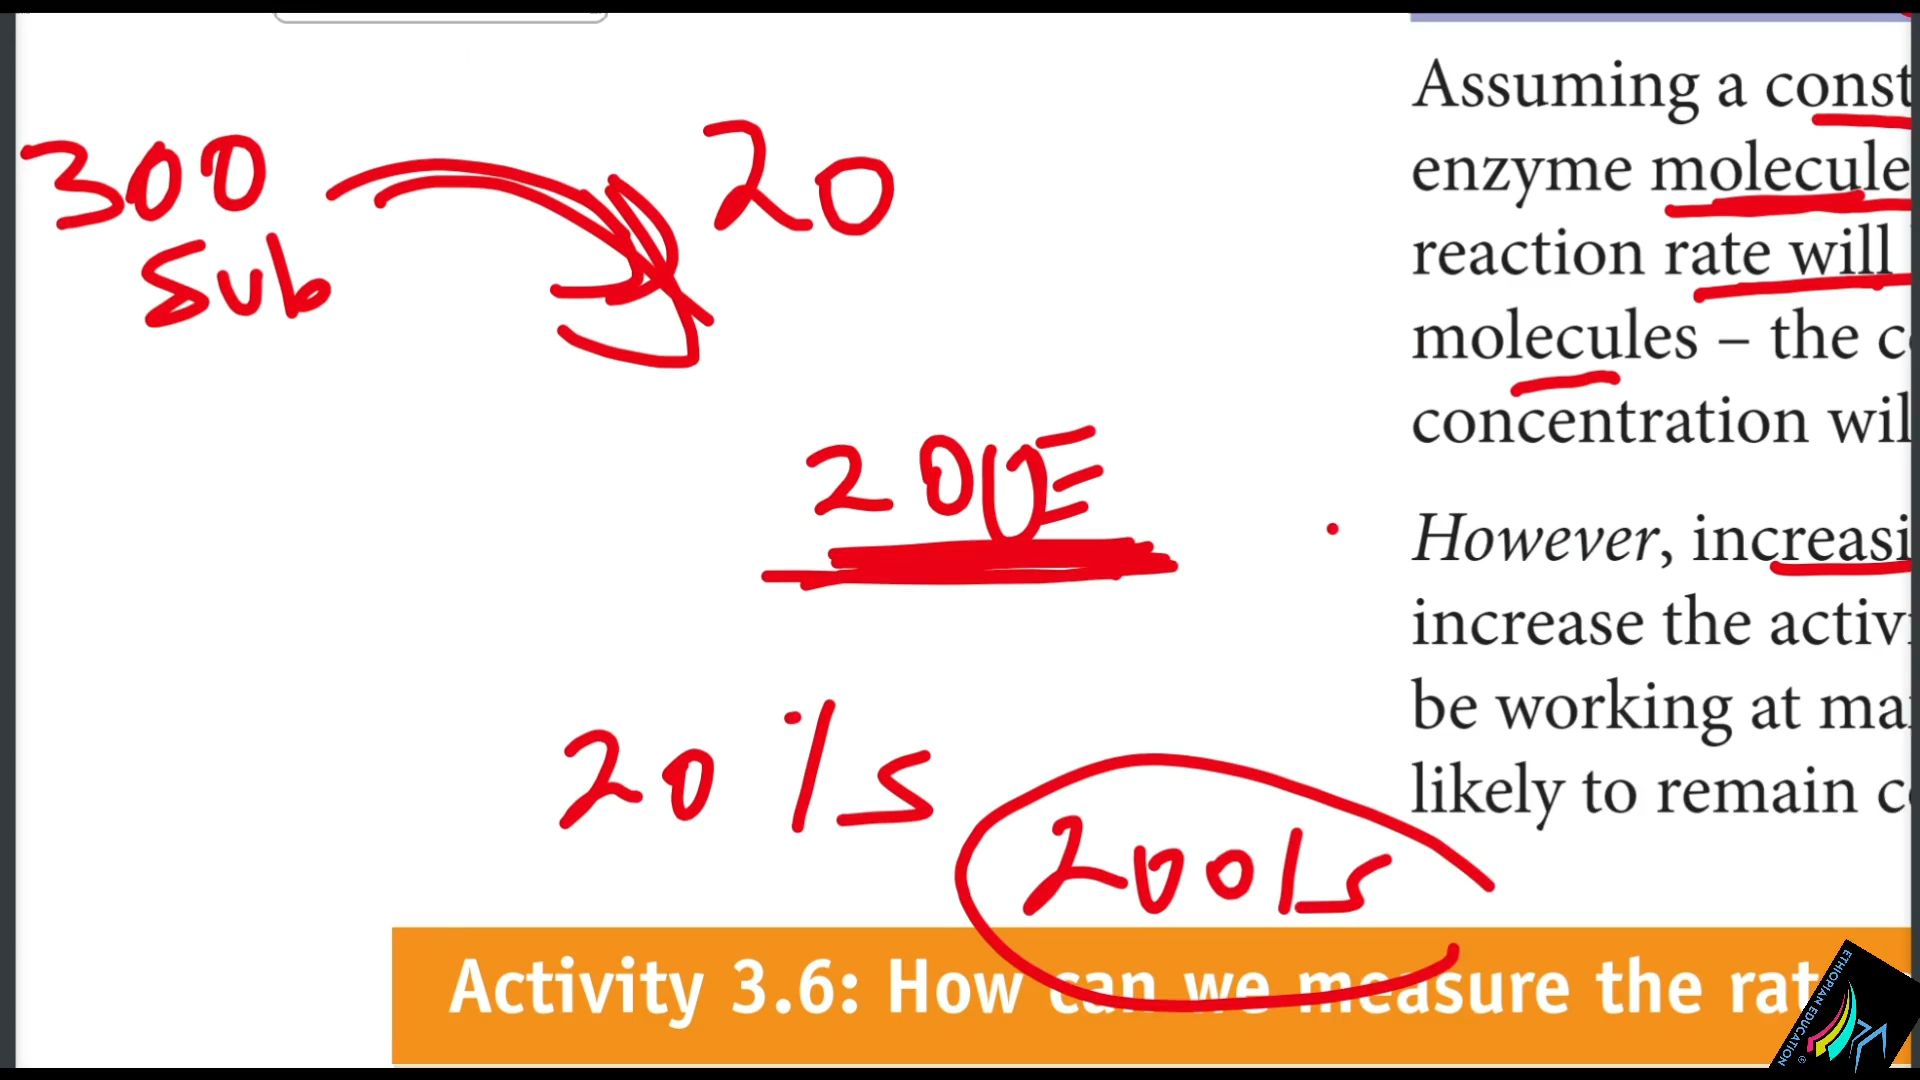 300
Sub
20
200E
20 /s
200/s
Assuming a const
enzyme molecule
reaction rate will
molecules – the c
concentration wil
However, increasi
increase the activ
be working at ma
likely to remain c
Activity 3.6: How can we measure the rat
ETHIOPIAN EDUCATION